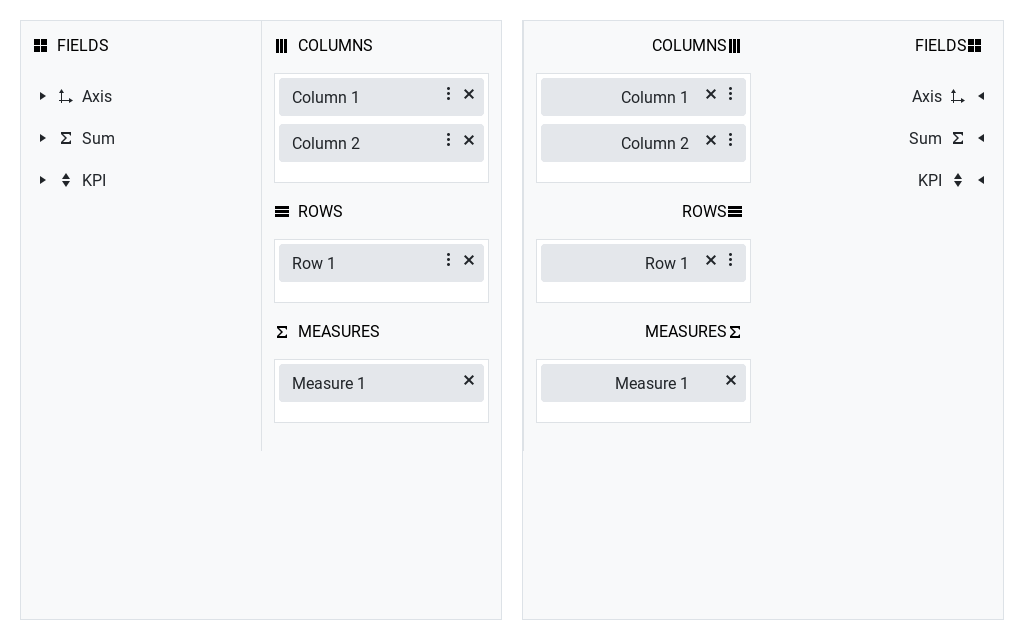 FIELDS
Axis
Sum
KPI
COLUMNS
Column 1
Column 2
ROWS
Row 1
MEASURES
Measure 1
COLUMNS
Column 1
Column 2
ROWS
Row 1
MEASURES
Measure 1
FIELDS
Axis
Sum
KPI